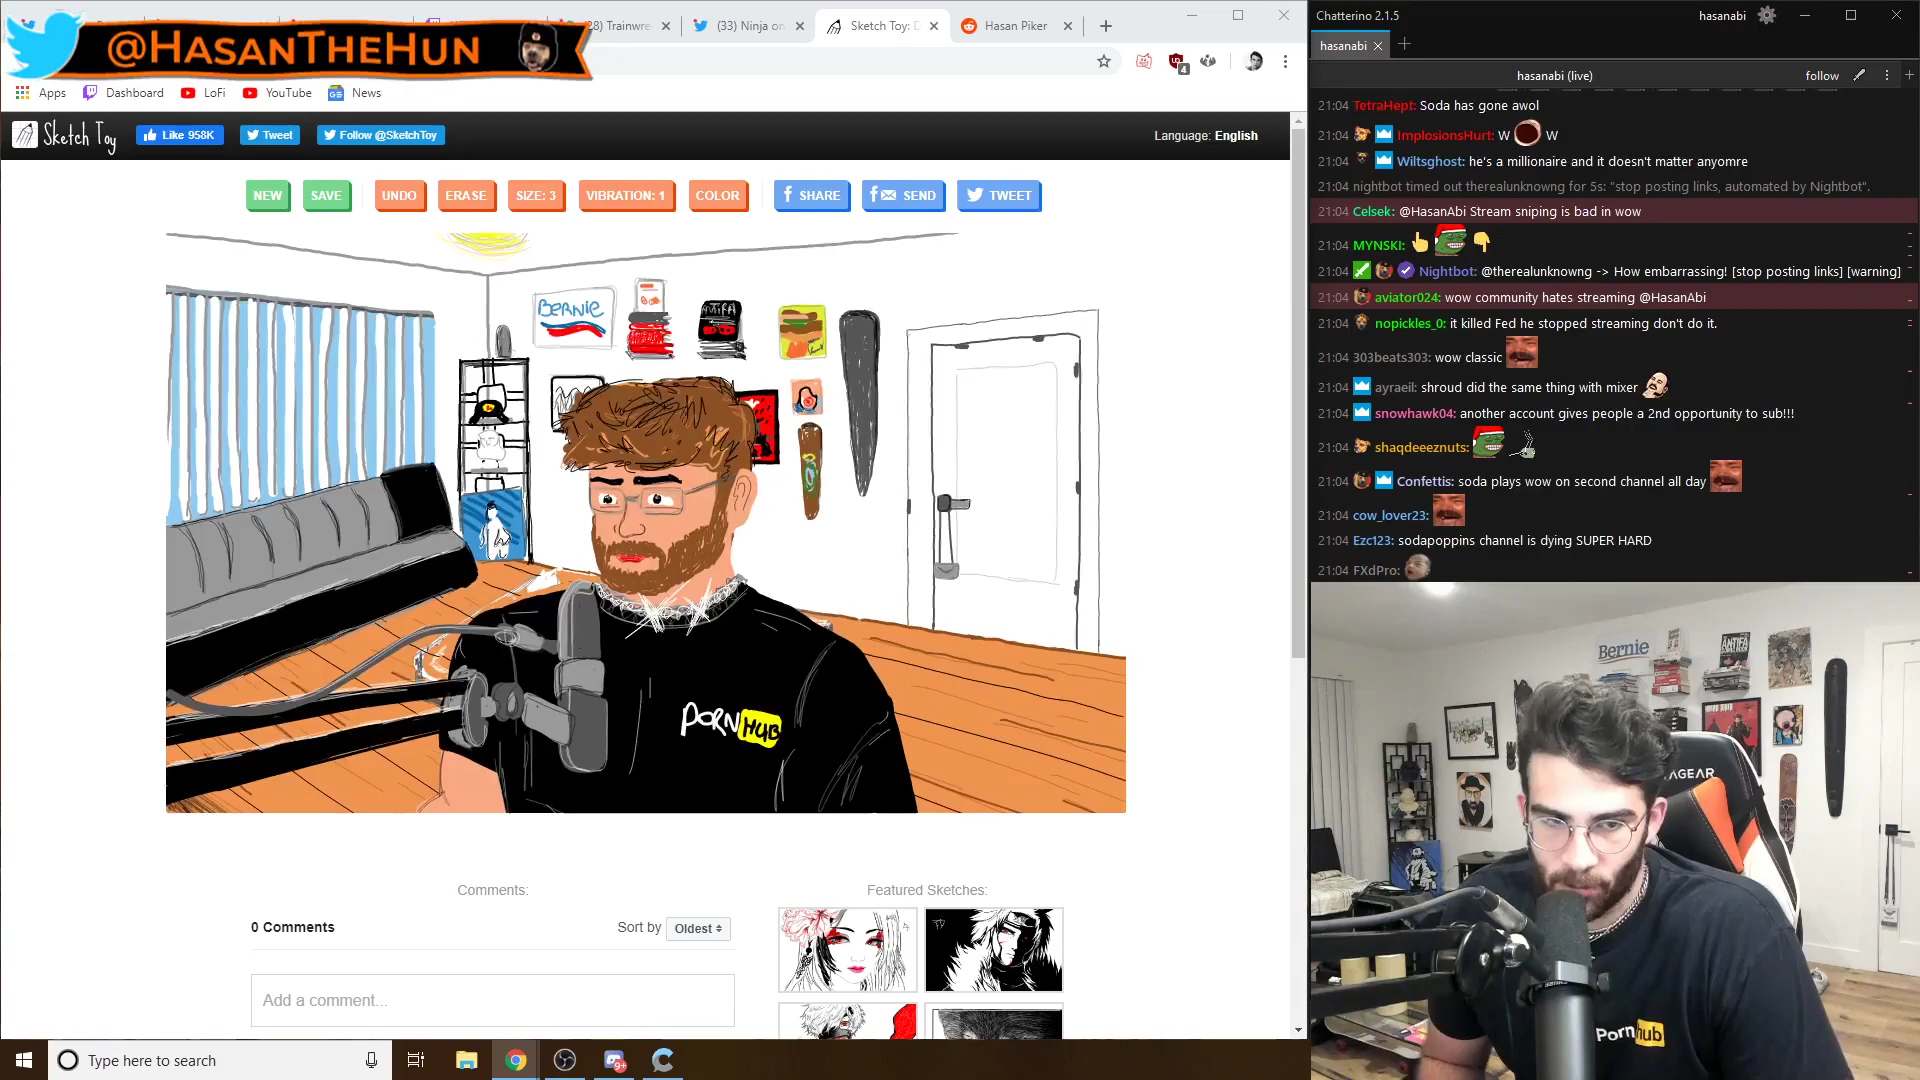 @HasanTheHun
28) Trainwre
(33) Ninja on
Sketch Toy: D
Hasan Piker
4
Apps
Dashboard
LoFi
YouTube
News
Sketch Toy
Like 958K
Tweet
Follow @SketchToy
Language: English
NEW
SAVE
UNDO
ERASE
SIZE: 3
VIBRATION: 1
COLOR
SHARE
SEND
TWEET
BERNIE
ANTIFA
PORN HUB
Comments:
0 Comments
Sort by
Oldest
Add a comment...
Featured Sketches:
Type here to search
9+
Chatterino 2.1.5
hasanabi
hasanabi
hasanabi (live)
follow
21:04 TetraHept: Soda has gone awol
21:04 ImplosionsHurt: W W
21:04 Wiltsghost: he's a millionaire and it doesn't matter anyomre
21:04 nightbot timed out therealunknowng for 5s: "stop posting links, automated by Nightbot".
21:04 Celsek: @HasanAbi Stream sniping is bad in wow
21:04 MYNSKI:
21:04 Nightbot: @therealunknowng -> How embarrassing! [stop posting links] [warning]
21:04 aviator024: wow community hates streaming @HasanAbi
21:04 nopickles_0: it killed Fed he stopped streaming don't do it.
21:04 303beats303: wow classic
21:04 ayraeil: shroud did the same thing with mixer
21:04 snowhawk04: another account gives people a 2nd opportunity to sub!!!
21:04 shaqdeeeznuts:
21:04 Confettis: soda plays wow on second channel all day
21:04 cow_lover23:
21:04 Ezc123: sodapoppins channel is dying SUPER HARD
21:04 FXdPro:
Bernie
ANTIFA
AGEAR
Porn hub